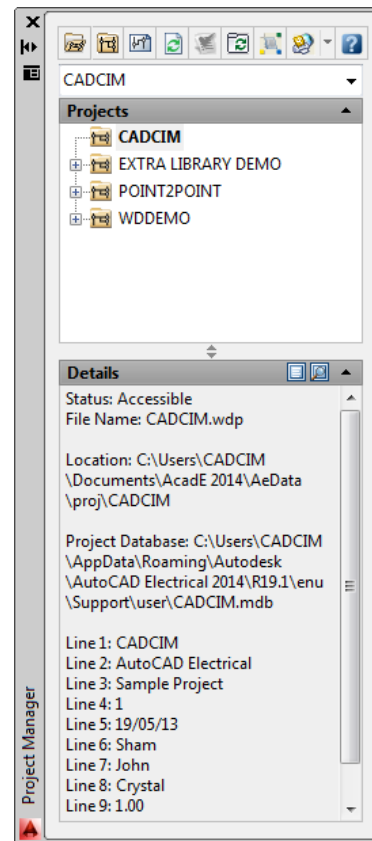 CADCIM
Projects
CADCIM
EXTRA LIBRARY DEMO
POINT2POINT
WDDEMO
Details
Status: Accessible
File Name: CADCIM.wdp
Location: C:\Users\CADCIM
\Documents\AcadE 2014\AeData
\proj\CADCIM
Project Database: C:\Users\CADCIM
\AppData\Roaming\Autodesk
\AutoCAD Electrical 2014\R19.1\enu
\Support\user\CADCIM.mdb
Line 1: CADCIM
Line 2: AutoCAD Electrical
Line 3: Sample Project
Line 4: 1
Line 5: 19/05/13
Line 6: Sham
Line 7: John
Line 8: Crystal
Line 9: 1.00
Project Manager